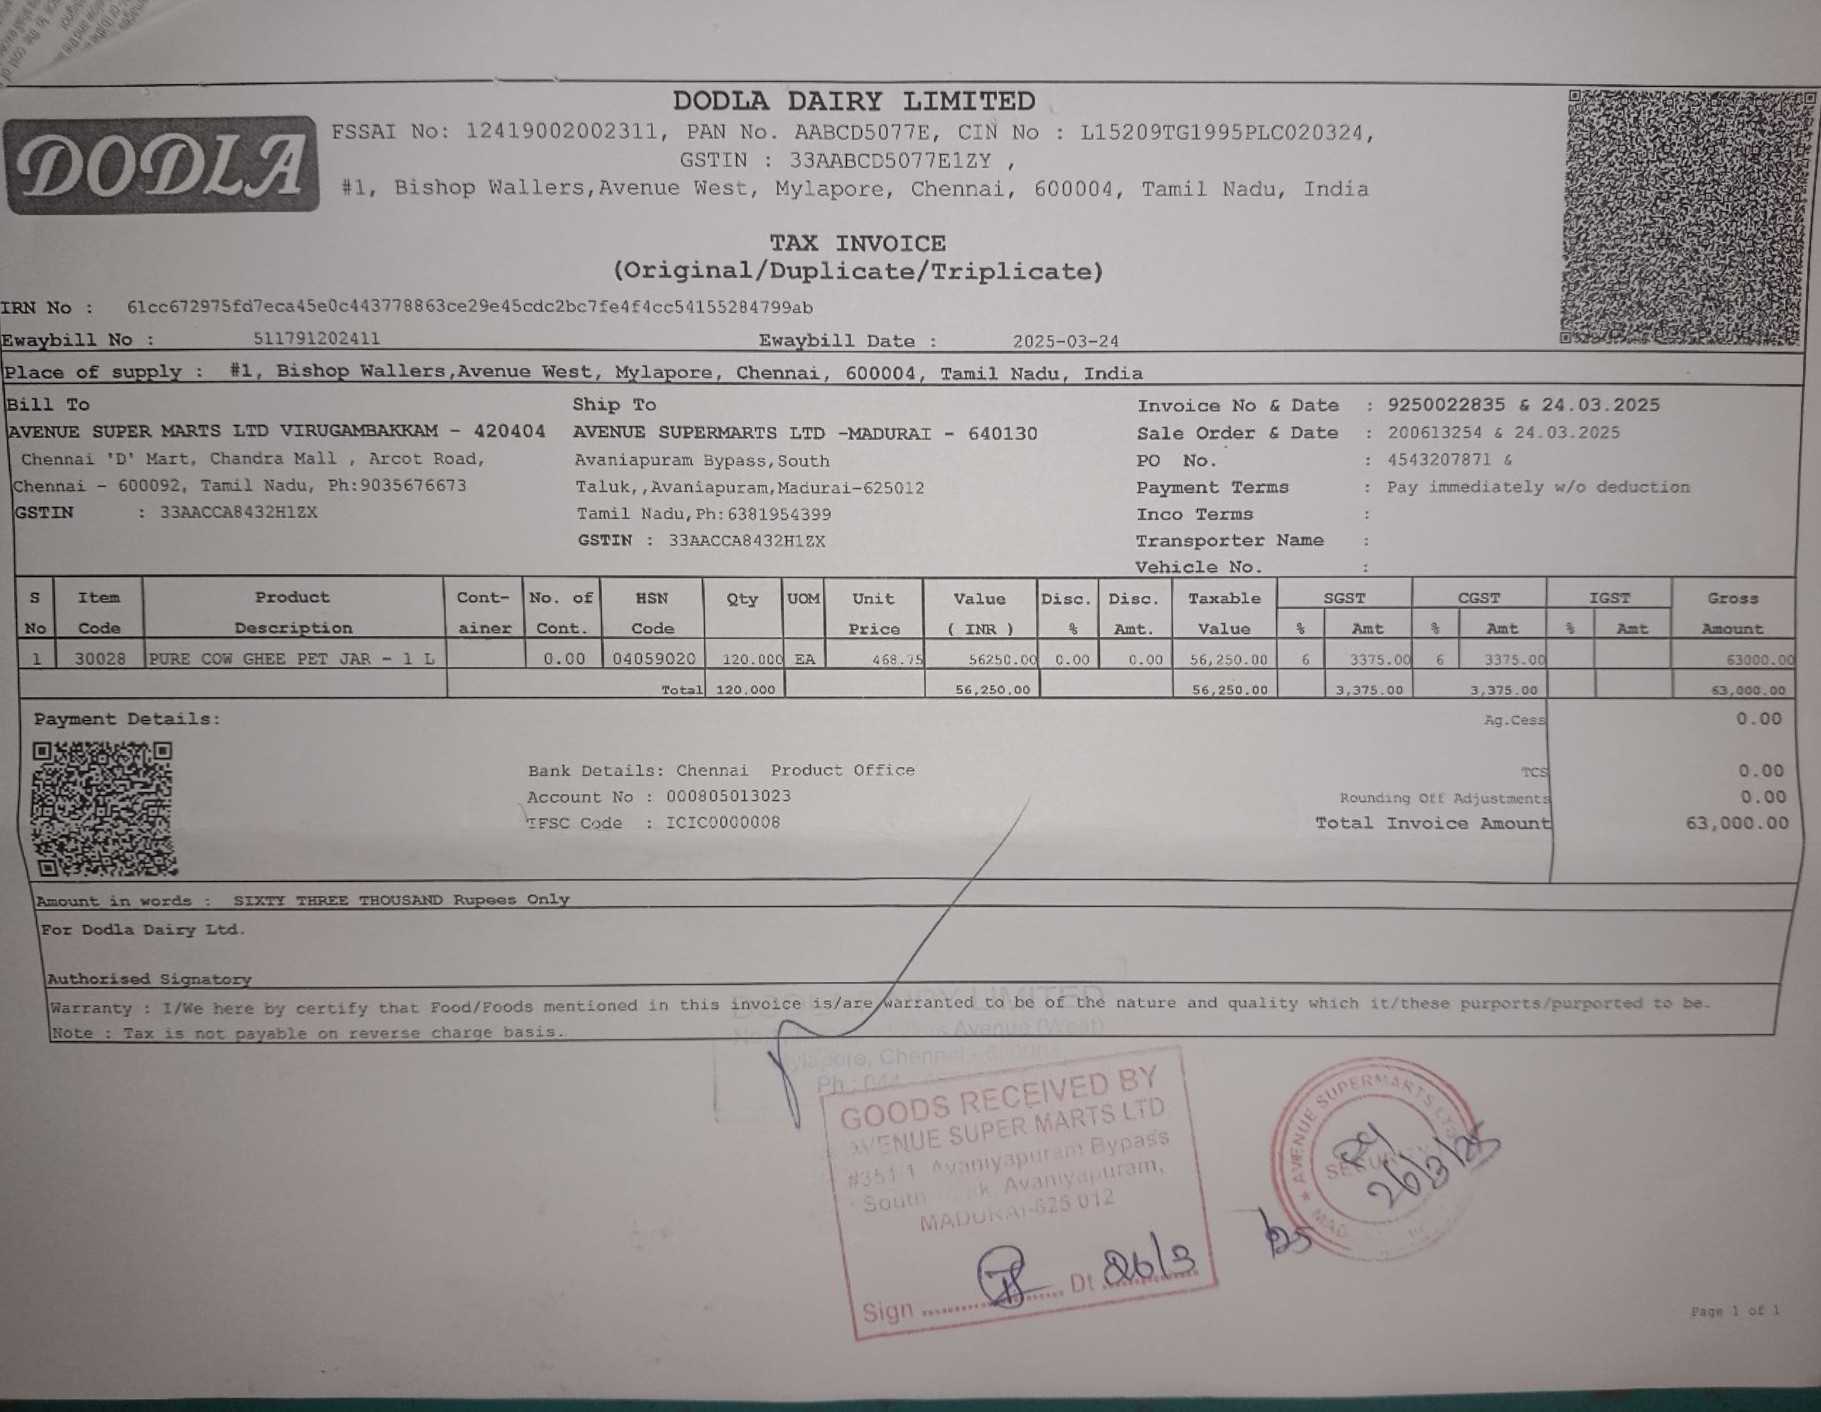 DODLA DAIRY LIMITED
DODLA
FSSAI No: 12419002002311, PAN No. AABCD5077E, CIN No : L15209TG1995PLC020324,
GSTIN : 33AABCD5077E1ZY ,
#1, Bishop Wallers,Avenue West, Mylapore, Chennai, 600004, Tamil Nadu, India
TAX INVOICE
(Original/Duplicate/Triplicate)
IRN No : 61cc672975fd7eca45e0c443778863ce29e45cdc2bc7fe4f4cc54155284799ab
Ewaybill No : 511791202411 Ewaybill Date : 2025-03-24
Place of supply : #1, Bishop Wallers,Avenue West, Mylapore, Chennai, 600004, Tamil Nadu, India
Bill To
AVENUE SUPER MARTS LTD VIRUGAMBAKKAM - 420404
Chennai 'D' Mart, Chandra Mall , Arcot Road,
Chennai - 600092, Tamil Nadu, Ph:9035676673
GSTIN : 33AACCA8432H1ZX
Ship To
AVENUE SUPERMARTS LTD -MADURAI - 640130
Avaniapuram Bypass,South
Taluk,,Avaniapuram,Madurai-625012
Tamil Nadu,Ph:6381954399
GSTIN : 33AACCA8432H1ZX
Invoice No & Date : 9250022835 & 24.03.2025
Sale Order & Date : 200613254 & 24.03.2025
PO No. : 4543207871 &
Payment Terms : Pay immediately w/o deduction
Inco Terms :
Transporter Name :
Vehicle No. :
S No Item Code Product Description Cont-ainer No. of Cont. HSN Code Qty UOM Unit Price Value ( INR ) Disc. % Disc. Amt. Taxable Value SGST % Amt CGST % Amt IGST % Amt Gross Amount
1 30028 PURE COW GHEE PET JAR - 1 L 0.00 04059020 120.000 EA 468.75 56250.00 0.00 0.00 56,250.00 6 3375.00 6 3375.00 63000.00
Total 120.000 56,250.00 56,250.00 3,375.00 3,375.00 63,000.00
Payment Details:
Ag.Cess 0.00
Bank Details: Chennai Product Office
TCS 0.00
Account No : 000805013023
Rounding Off Adjustments 0.00
IFSC Code : ICIC0000008
Total Invoice Amount 63,000.00
Amount in words : SIXTY THREE THOUSAND Rupees Only
For Dodla Dairy Ltd.
Authorised Signatory
Warranty : I/We here by certify that Food/Foods mentioned in this invoice is/are warranted to be of the nature and quality which it/these purports/purported to be.
Note : Tax is not payable on reverse charge basis.
Avenue (West)
Mylapore, Chennai
Ph :
GOODS RECEIVED BY
AVENUE SUPER MARTS LTD
#351/1 Avaniyapuram Bypass
South Avaniyapuram,
MADURAI-625 012
Sign Dt 26/3
/25
AVENUE SUPERMARTS LTD
SECURITY
26/3/25
Page 1 of 1